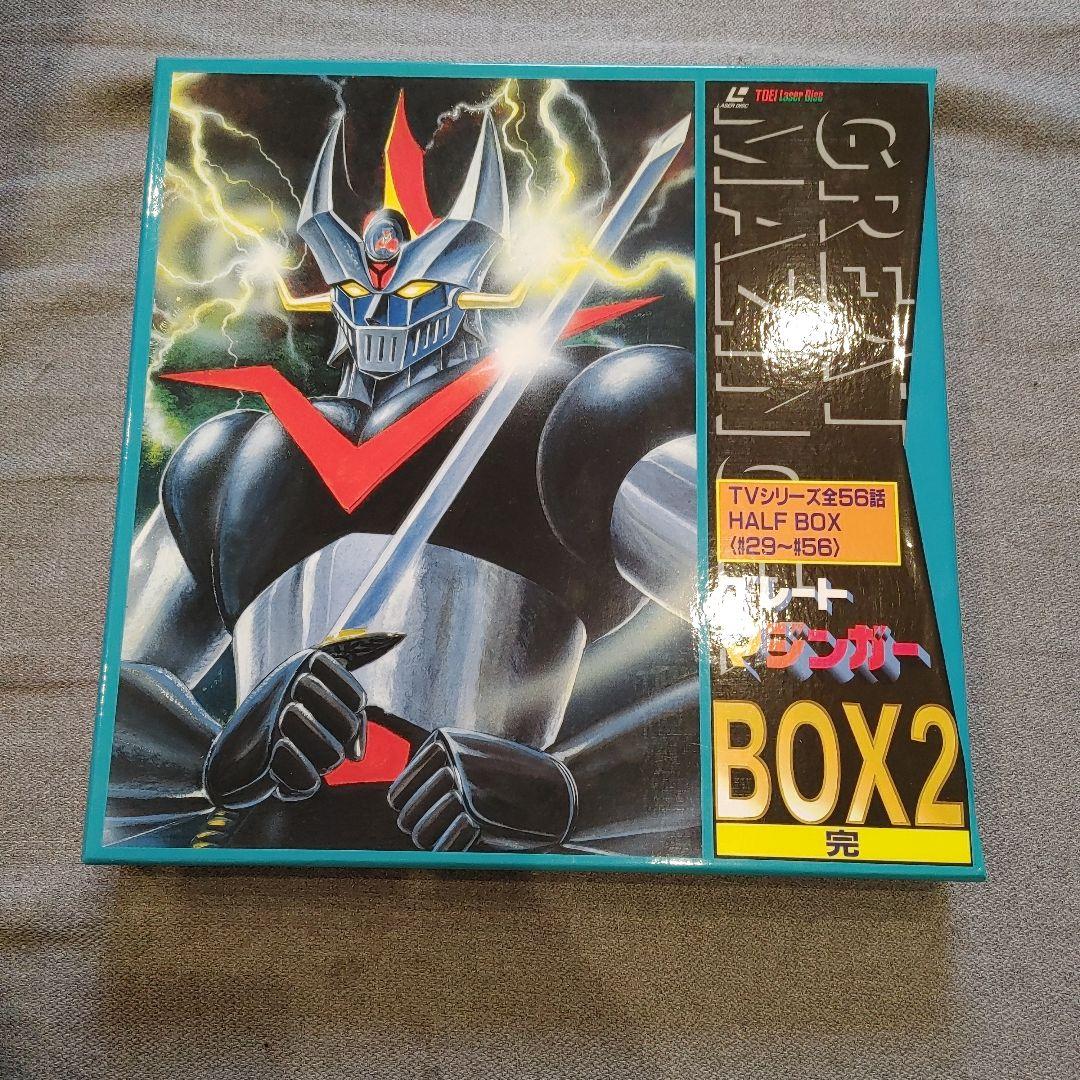 LASER DISC
TOEI Laser Disc
GREAT
MAZINGER
TVシリーズ全56話
HALF BOX
〈#29～#56〉
グレート
マジンガー
BOX2
完